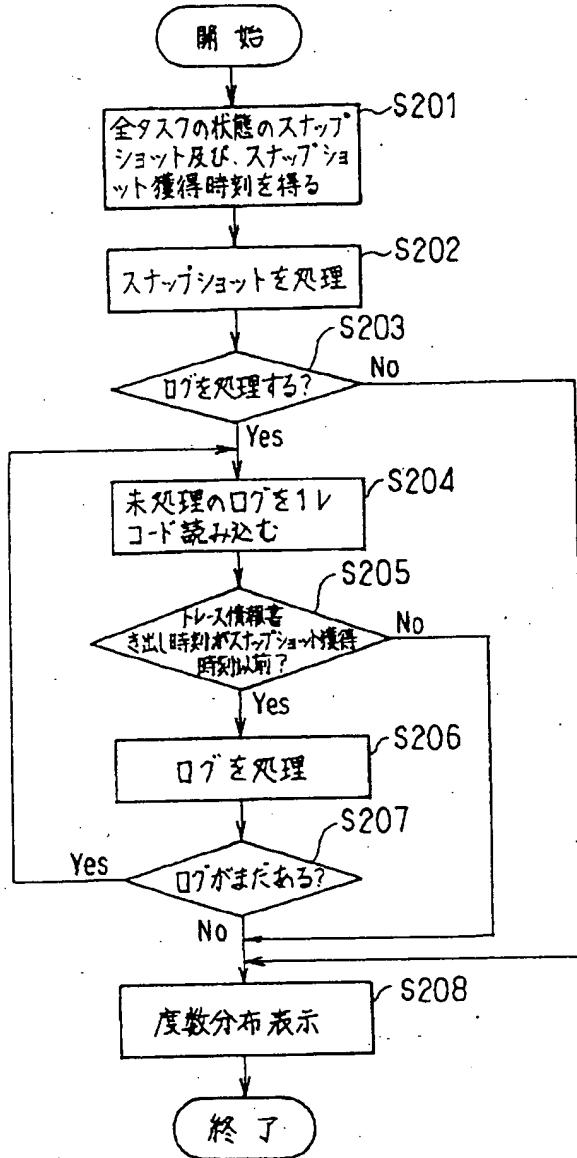 開始
S201
全タスクの状態のスナップ
ショット及び、スナップショ
ット獲得時刻を得る
S202
スナップショットを処理
S203
ログを処理する?
No
Yes
S204
未処理のログを1レ
コード読み込む
S205
トレース情報書
き出し時刻がスナップショット獲得
時刻以前?
No
Yes
S206
ログを処理
S207
ログがまだある?
Yes
No
S208
度数分布表示
終了